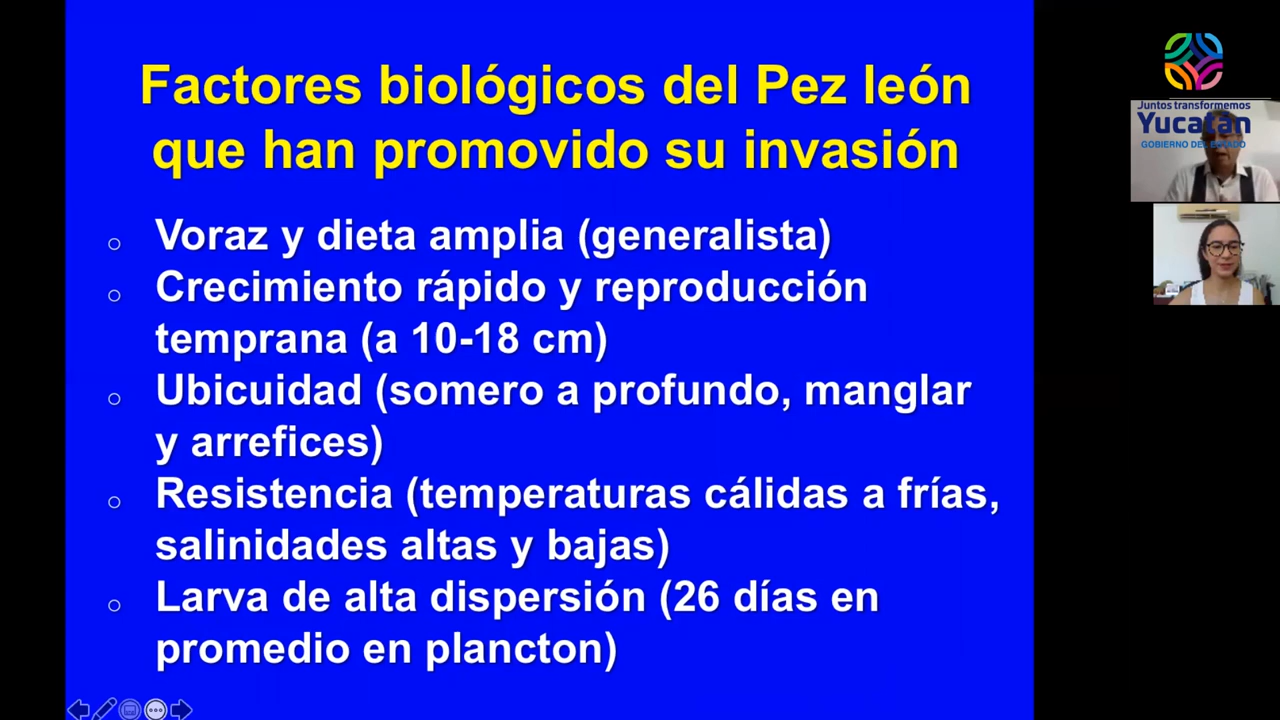 Factores biológicos del Pez león
que han promovido su invasión
Voraz y dieta amplia (generalista)
Crecimiento rápido y reproducción
temprana (a 10-18 cm)
Ubicuidad (somero a profundo, manglar
y arrefices)
Resistencia (temperaturas cálidas a frías,
salinidades altas y bajas)
Larva de alta dispersión (26 días en
promedio en plancton)
Juntos transformemos
Yucatán
GOBIERNO DEL ESTADO